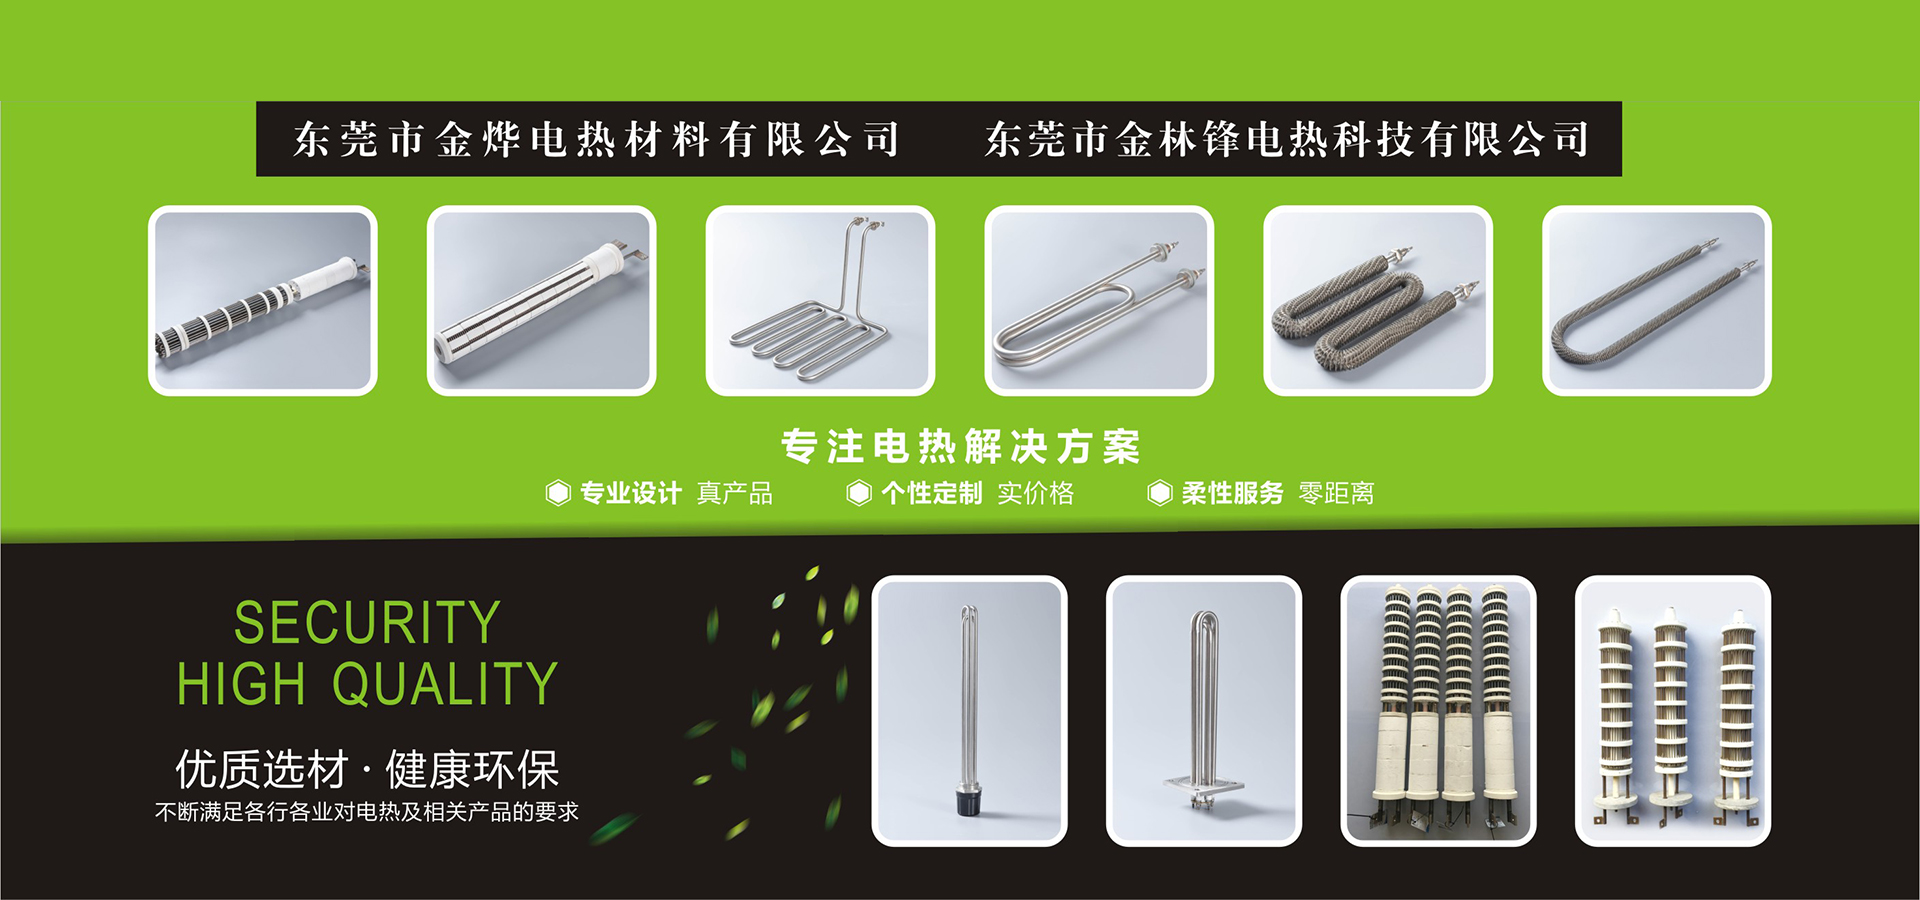 东莞市金烨电热材料有限公司 东莞市金林锋电热科技有限公司
专注电热解决方案
专业设计 真产品 个性定制 实价格 柔性服务 零距离
SECURITY
HIGH QUALITY
优质选材·健康环保
不断满足各行各业对电热及相关产品的要求